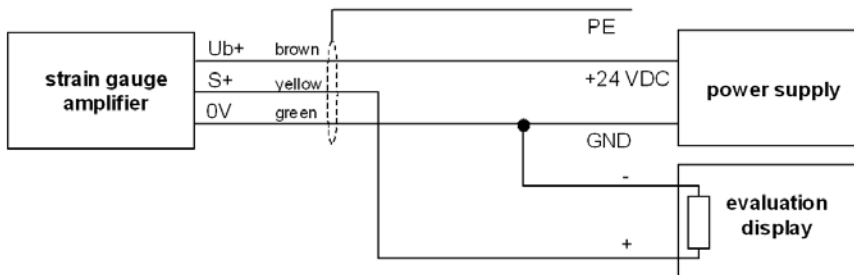 strain gauge
amplifier
Ub+ brown
S+ yellow
0V green
PE
+24 VDC
GND
power supply
-
+
evaluation
display